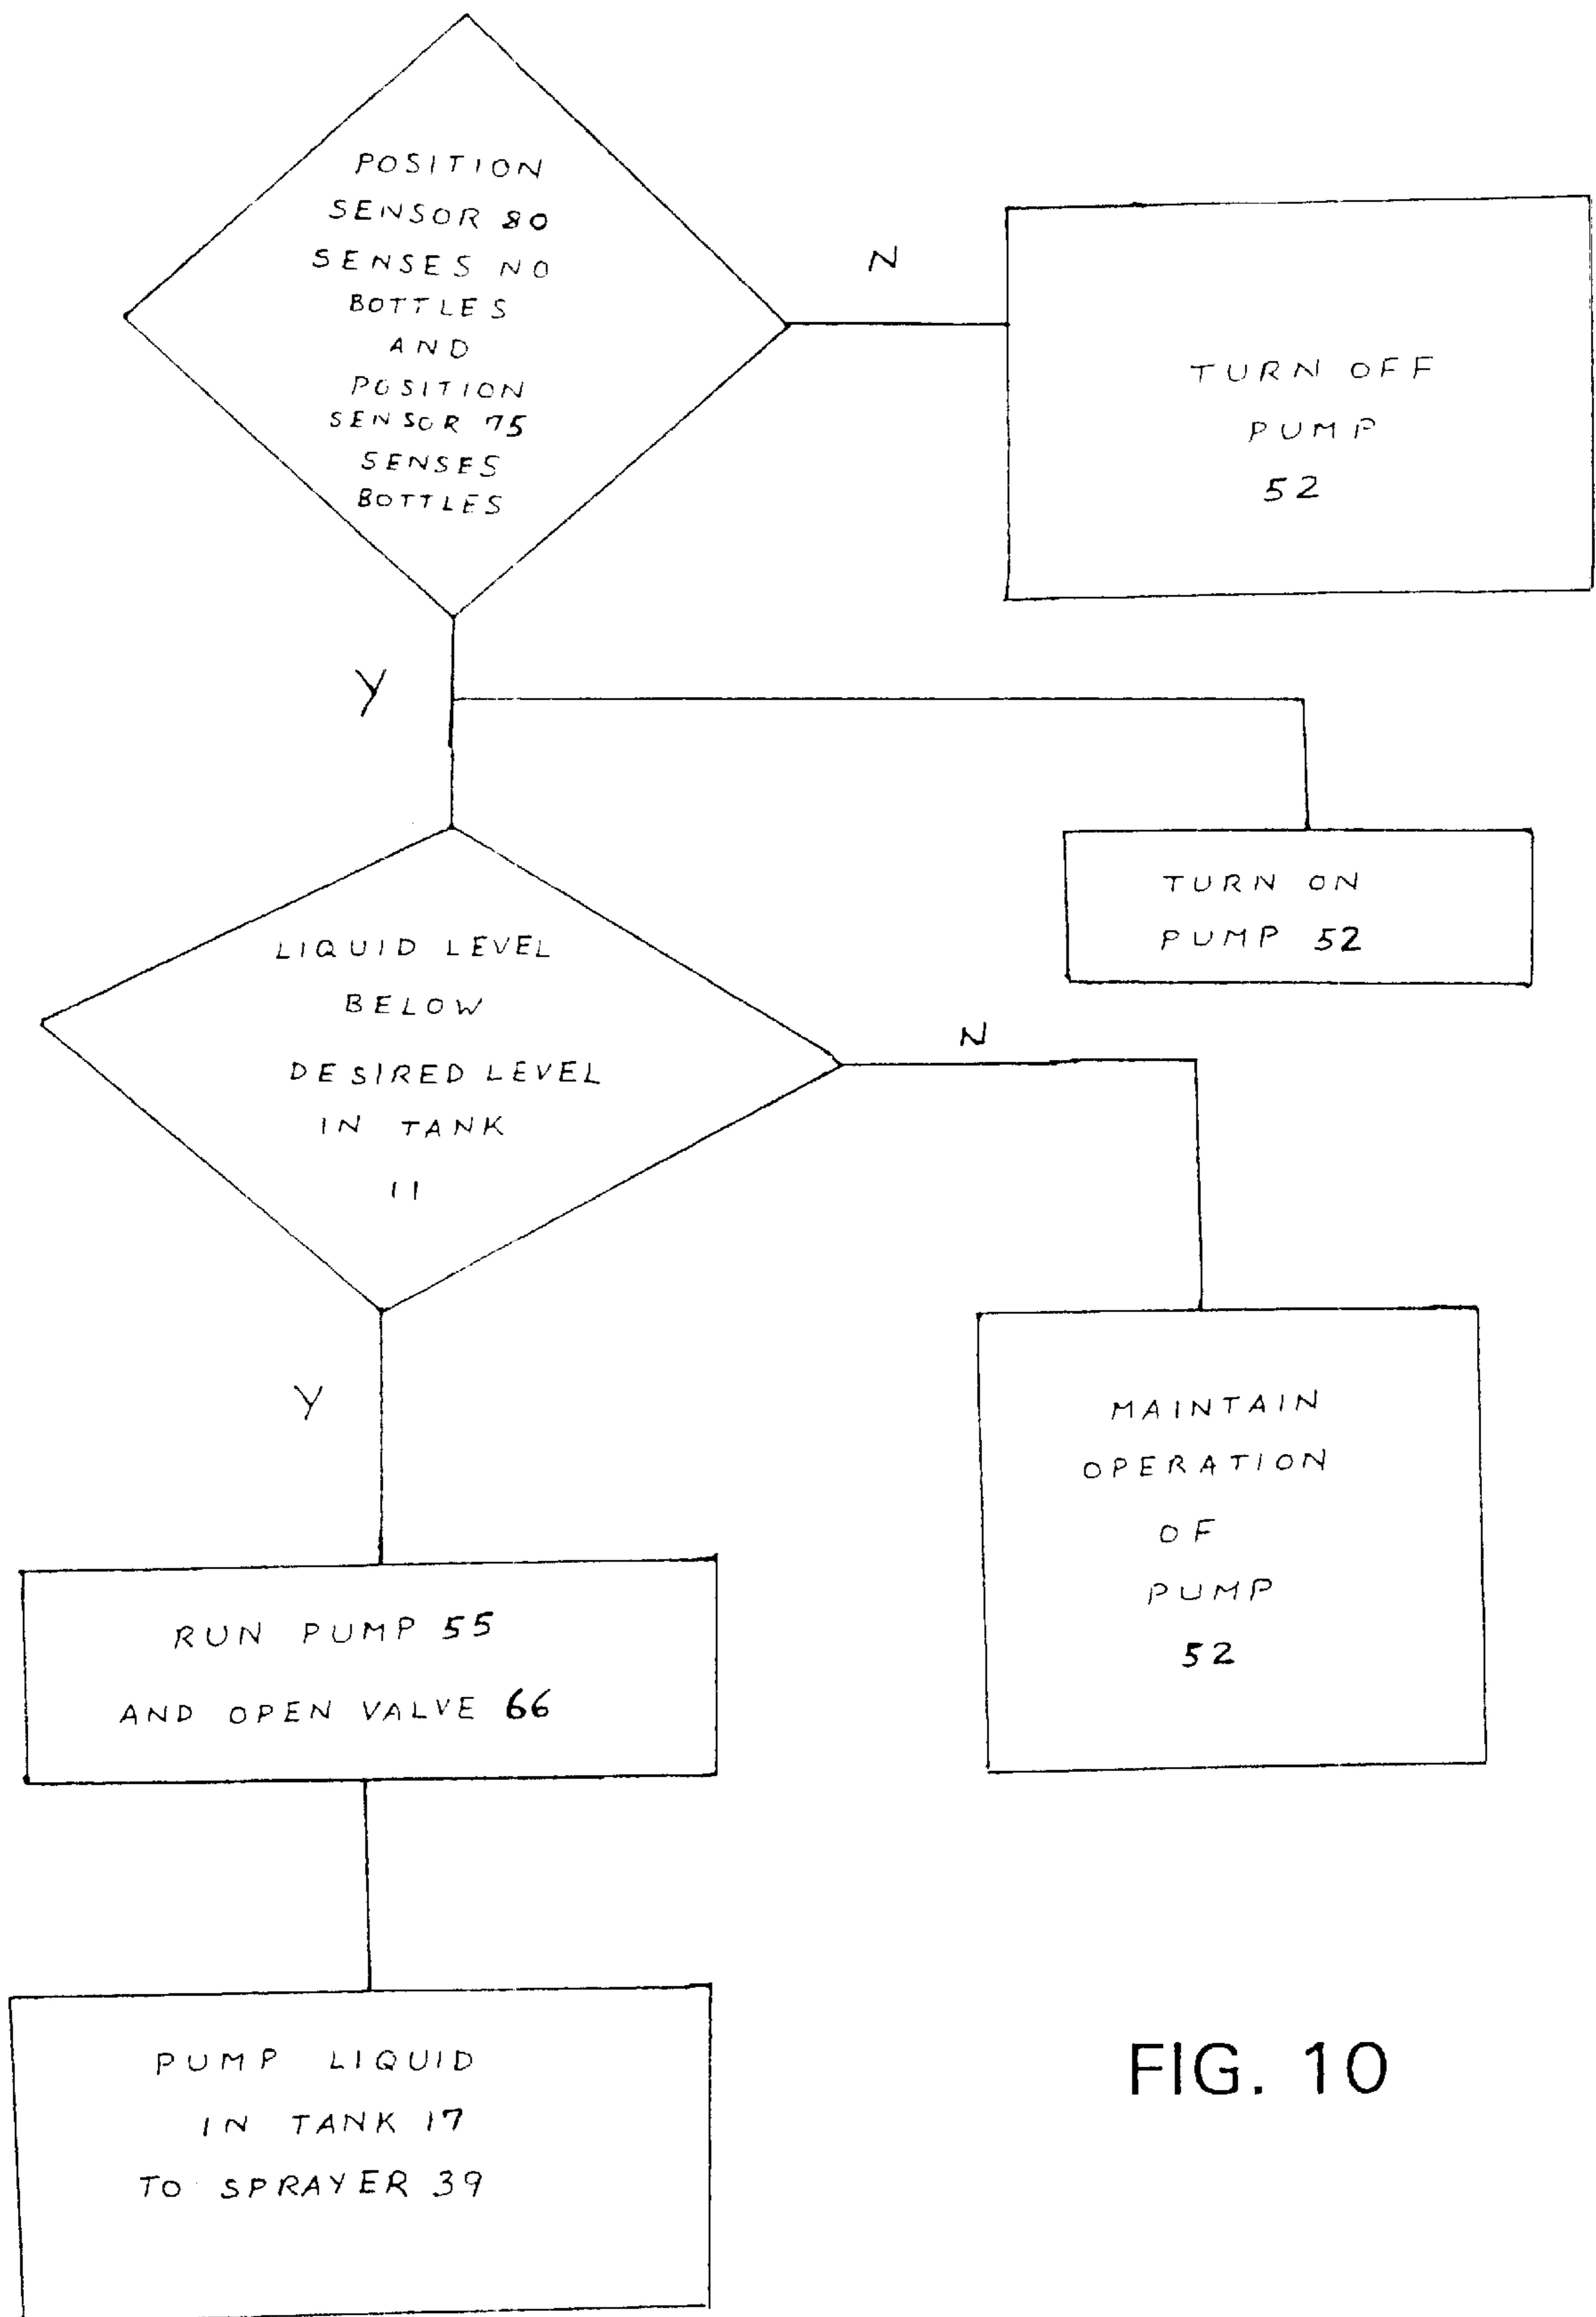 POSITION
SENSOR 80
SENSES NO
BOTTLES
AND
POSITION
SENSOR 75
SENSES
BOTTLES
N
TURN OFF
PUMP
52
Y
TURN ON
PUMP 52
LIQUID LEVEL
BELOW
DESIRED LEVEL
IN TANK
11
N
Y
MAINTAIN
OPERATION
OF
PUMP
52
RUN PUMP 55
AND OPEN VALVE 66
PUMP LIQUID
IN TANK 17
TO SPRAYER 39
FIG. 10